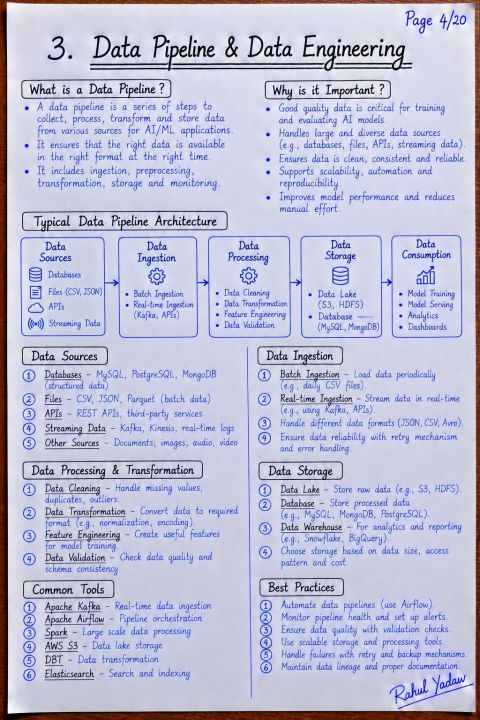 Page 4/20
3. Data Pipeline & Data Engineering
What is a Data Pipeline?
• A data pipeline is a series of steps to
collect, process, transform and store data
from various sources for AI/ML applications.
• It ensures that the right data is available
in the right format at the right time.
• It includes ingestion, preprocessing,
transformation, storage and monitoring.
Why is it Important?
• Good quality data is critical for training
and evaluating AI models.
• Handles large and diverse data sources
(e.g., databases, files, APIs, streaming data).
• Ensures data is clean, consistent and reliable.
• Supports scalability, automation and
reproducibility.
• Improves model performance and reduces
manual effort.
Typical Data Pipeline Architecture
Data
Sources
Databases
Files (CSV, JSON)
APIs
Streaming Data
Data
Ingestion
• Batch Ingestion
• Real-time Ingestion
(Kafka, APIs)
Data
Processing
• Data Cleaning
• Data Transformation
• Feature Engineering
• Data Validation
Data
Storage
• Data Lake
(S3, HDFS)
• Database
(MySQL, MongoDB)
Data
Consumption
• Model Training
• Model Serving
• Analytics
• Dashboards
Data Sources
1 Databases - MySQL, PostgreSQL, MongoDB
(structured data)
2 Files - CSV, JSON, Parquet (batch data)
3 APIs - REST APIs, third-party services
4 Streaming Data - Kafka, Kinesis, real-time logs
5 Other Sources - Documents, images, audio, video
Data Ingestion
1 Batch Ingestion - Load data periodically
(e.g., daily CSV files).
2 Real-time Ingestion - Stream data in real-time
(e.g., using Kafka, APIs).
3 Handle different data formats (JSON, CSV, Avro).
4 Ensure data reliability with retry mechanism
and error handling.
Data Processing & Transformation
1 Data Cleaning - Handle missing values,
duplicates, outliers.
2 Data Transformation - Convert data to required
format (e.g., normalization, encoding).
3 Feature Engineering - Create useful features
for model training.
4 Data Validation - Check data quality and
schema consistency.
Data Storage
1 Data Lake - Store raw data (e.g., S3, HDFS).
2 Database - Store processed data
(e.g., MySQL, MongoDB, PostgreSQL).
3 Data Warehouse - For analytics and reporting
(e.g., Snowflake, BigQuery).
4 Choose storage based on data size, access
pattern and cost.
Common Tools
1 Apache Kafka - Real-time data ingestion
2 Apache Airflow - Pipeline orchestration
3 Spark - Large scale data processing
4 AWS S3 - Data lake storage
5 DBT - Data transformation
6 Elasticsearch - Search and indexing
Best Practices
1 Automate data pipelines (use Airflow).
2 Monitor pipeline health and set up alerts.
3 Ensure data quality with validation checks.
4 Use scalable storage and processing tools.
5 Handle failures with retry and backup mechanisms.
6 Maintain data lineage and proper documentation.
Rahul Yadav